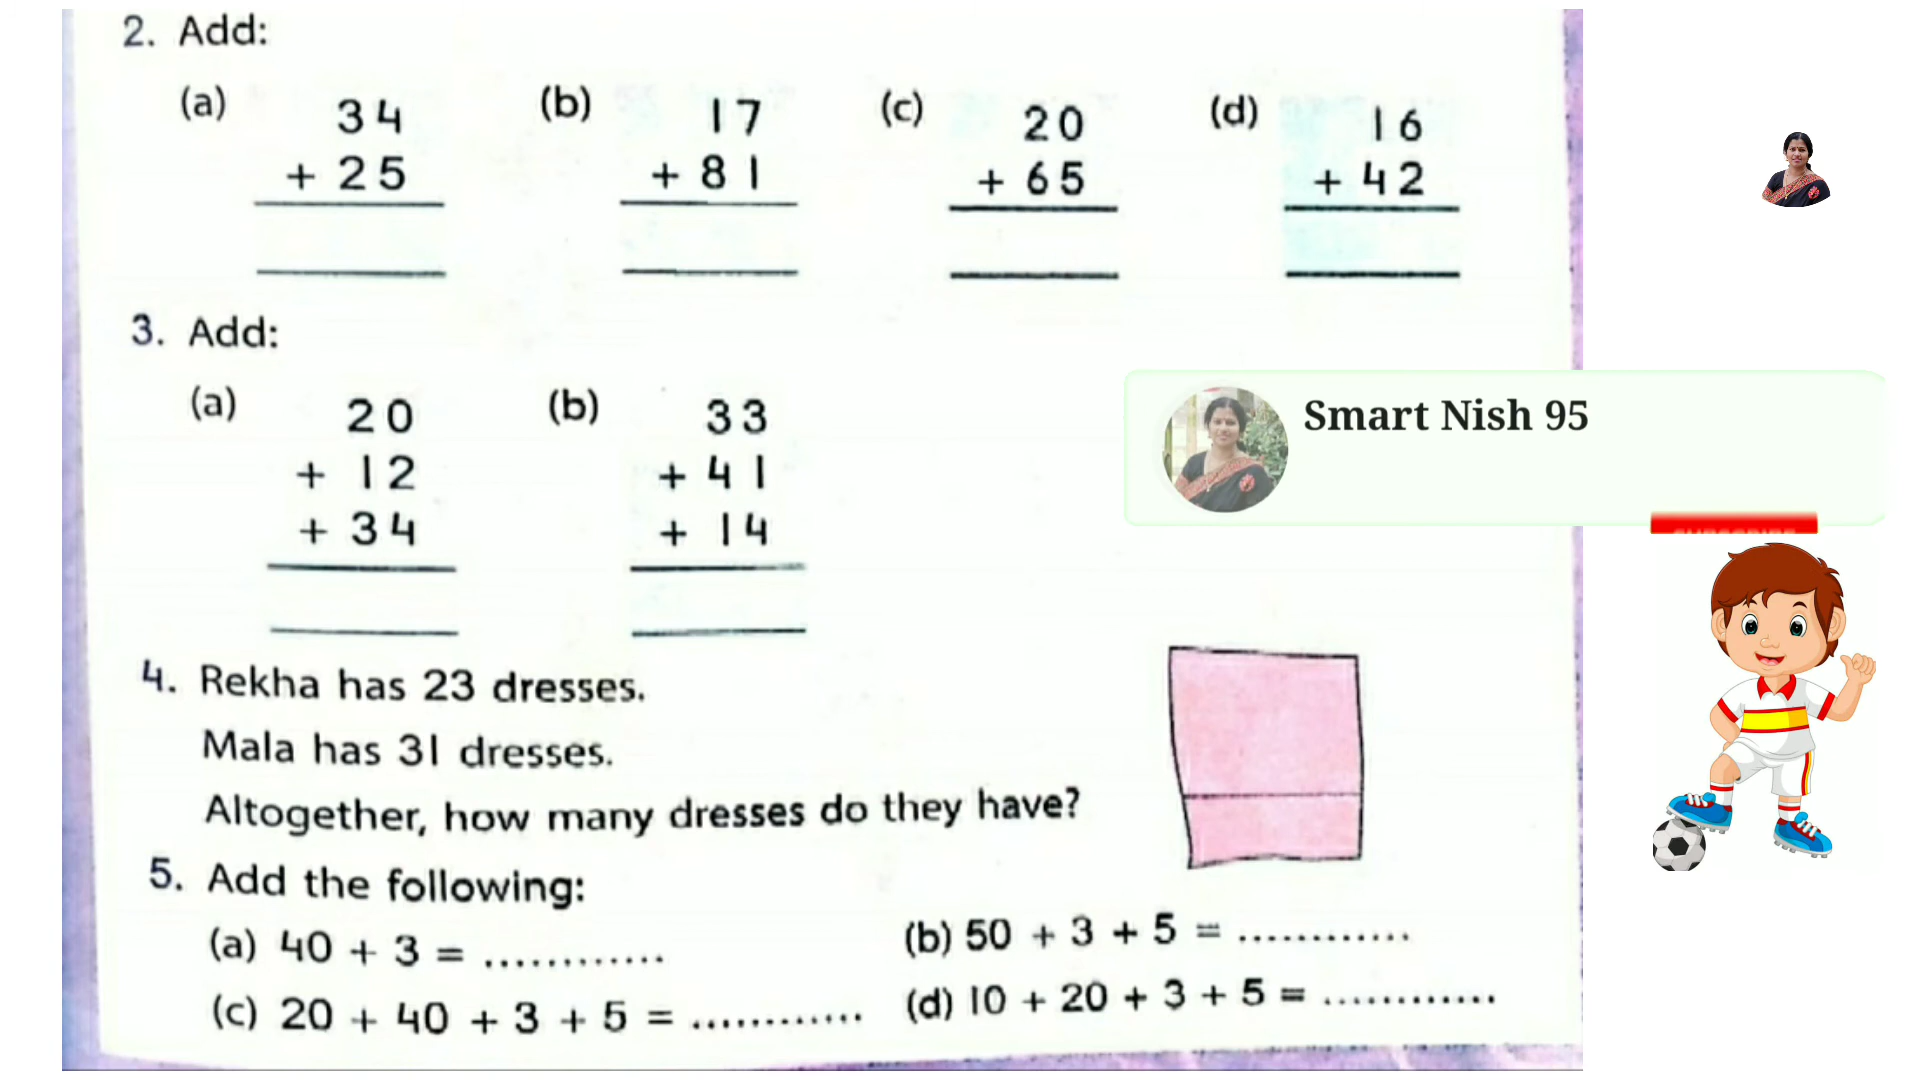 2. Add:
(a) (b) (c) (d)
34 17 20 16
+ 25 + 81 + 65 + 42
3. Add:
(a) (b)
20 33
+ 12 + 41
+ 34 + 14
Smart Nish 95
4. Rekha has 23 dresses.
Mala has 31 dresses.
Altogether, how many dresses do they have?
5. Add the following:
(a) 40 + 3 = ............
(b) 50 + 3 + 5 = ............
(c) 20 + 40 + 3 + 5 = ............
(d) 10 + 20 + 3 + 5 = ............